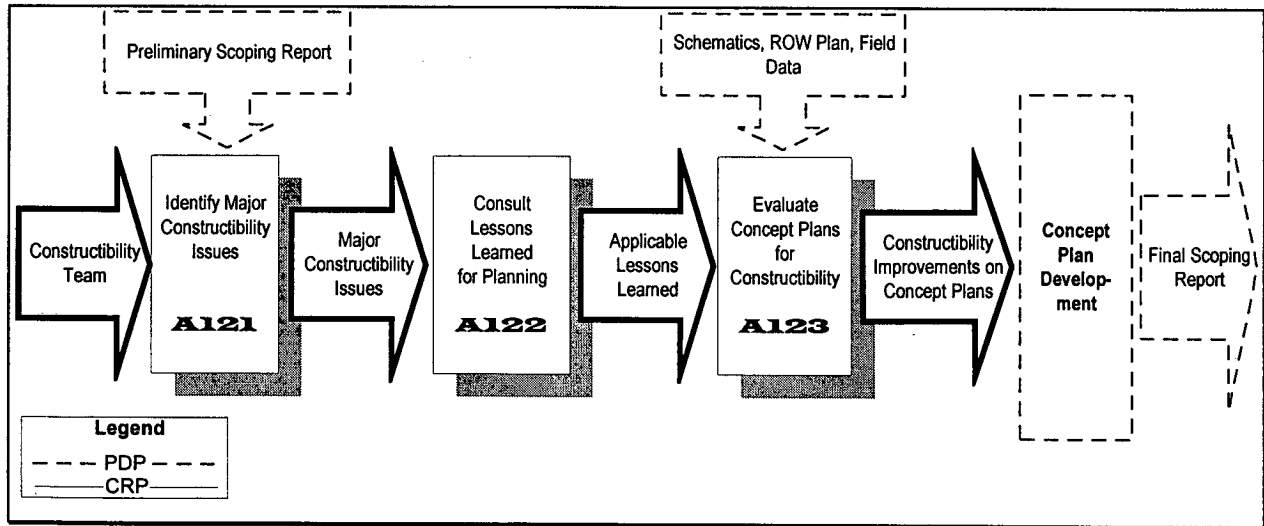 Preliminary Scoping Report
Schematics, ROW Plan, Field
Data
Constructibility
Team
Identify Major
Constructibility
Issues
A121
Major
Constructibility
Issues
Consult
Lessons
Learned
for Planning
A122
Applicable
Lessons
Learned
Evaluate
Concept Plans
for
Constructibility
A123
Constructibility
Improvements on
Concept Plans
Concept
Plan
Develop-
ment
Final Scoping
Report
Legend
PDP
CRP